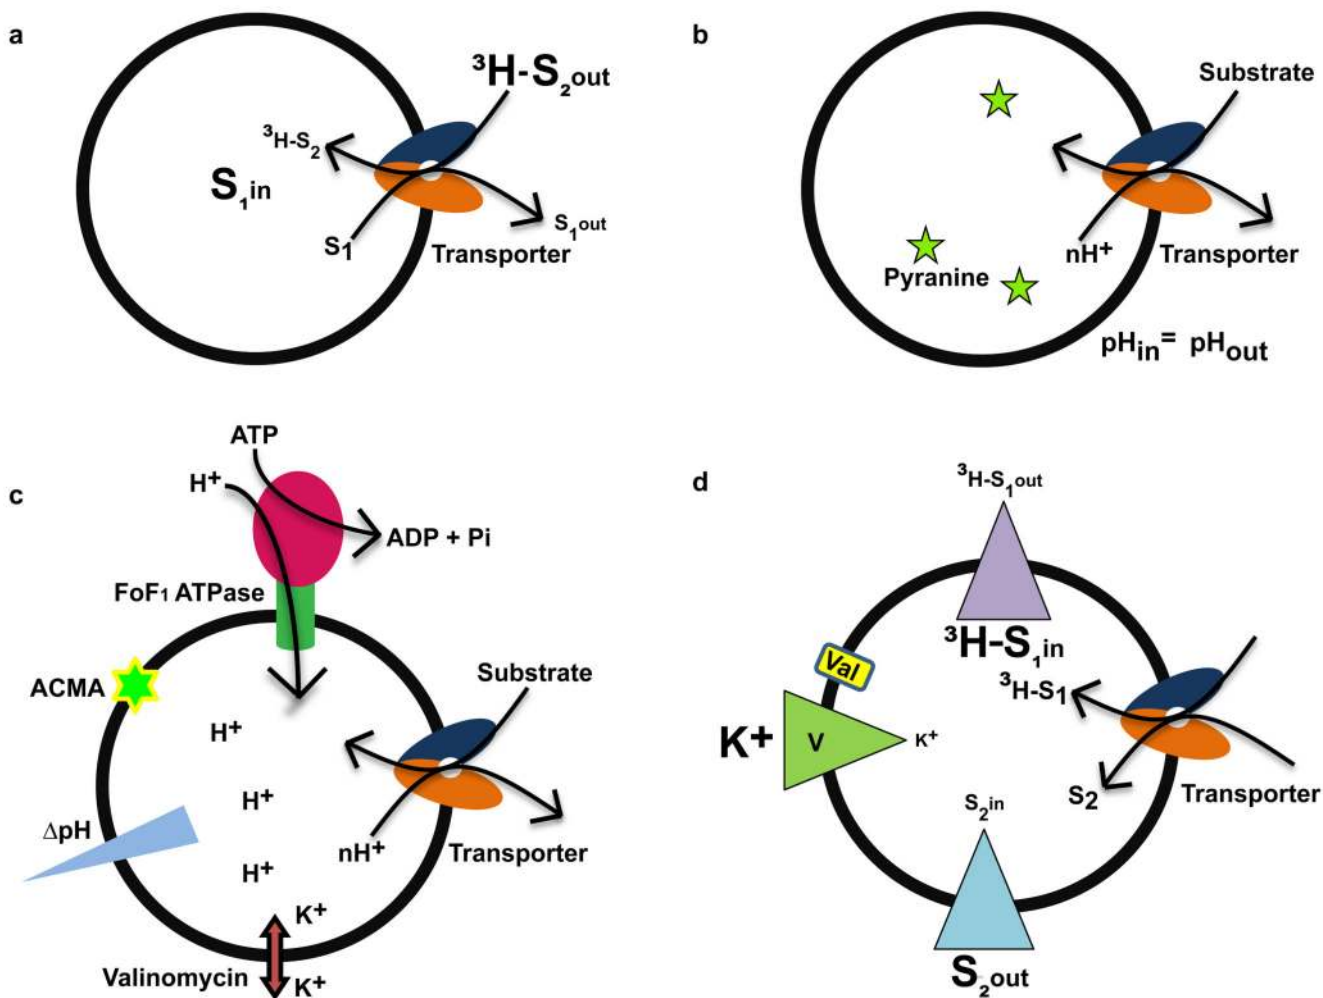 a
³H-S₂out
³H-S₂
S₁in
S₁out
S1
Transporter
b
Substrate
Pyranine
nH⁺
Transporter
pHin= pHout
c
ATP
H⁺
ADP + Pi
FoF₁ ATPase
ACMA
Substrate
H⁺
H⁺
ΔpH
nH⁺
Transporter
H⁺
K⁺
Valinomycin
K⁺
d
³H-S₁out
³H-S₁in
Val
³H-S1
K⁺
V
K⁺
S₂
Transporter
S₂in
S₂out